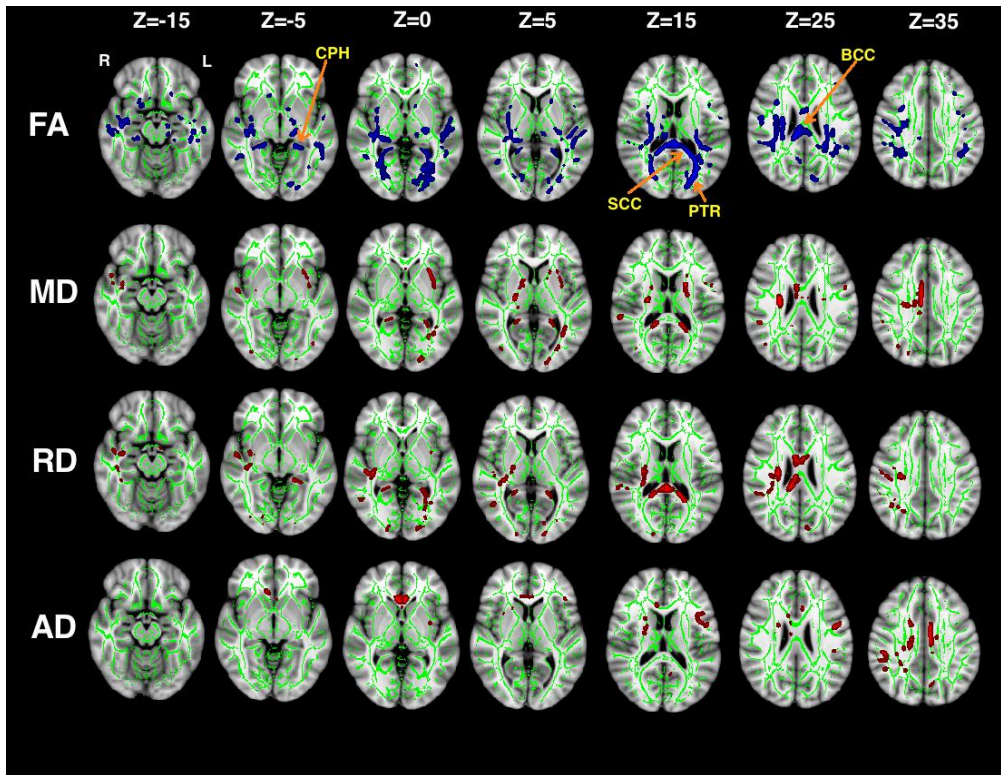 Z=-15 Z=-5 Z=0 Z=5 Z=15 Z=25 Z=35
R L CPH BCC
FA
SCC PTR
MD
RD
AD